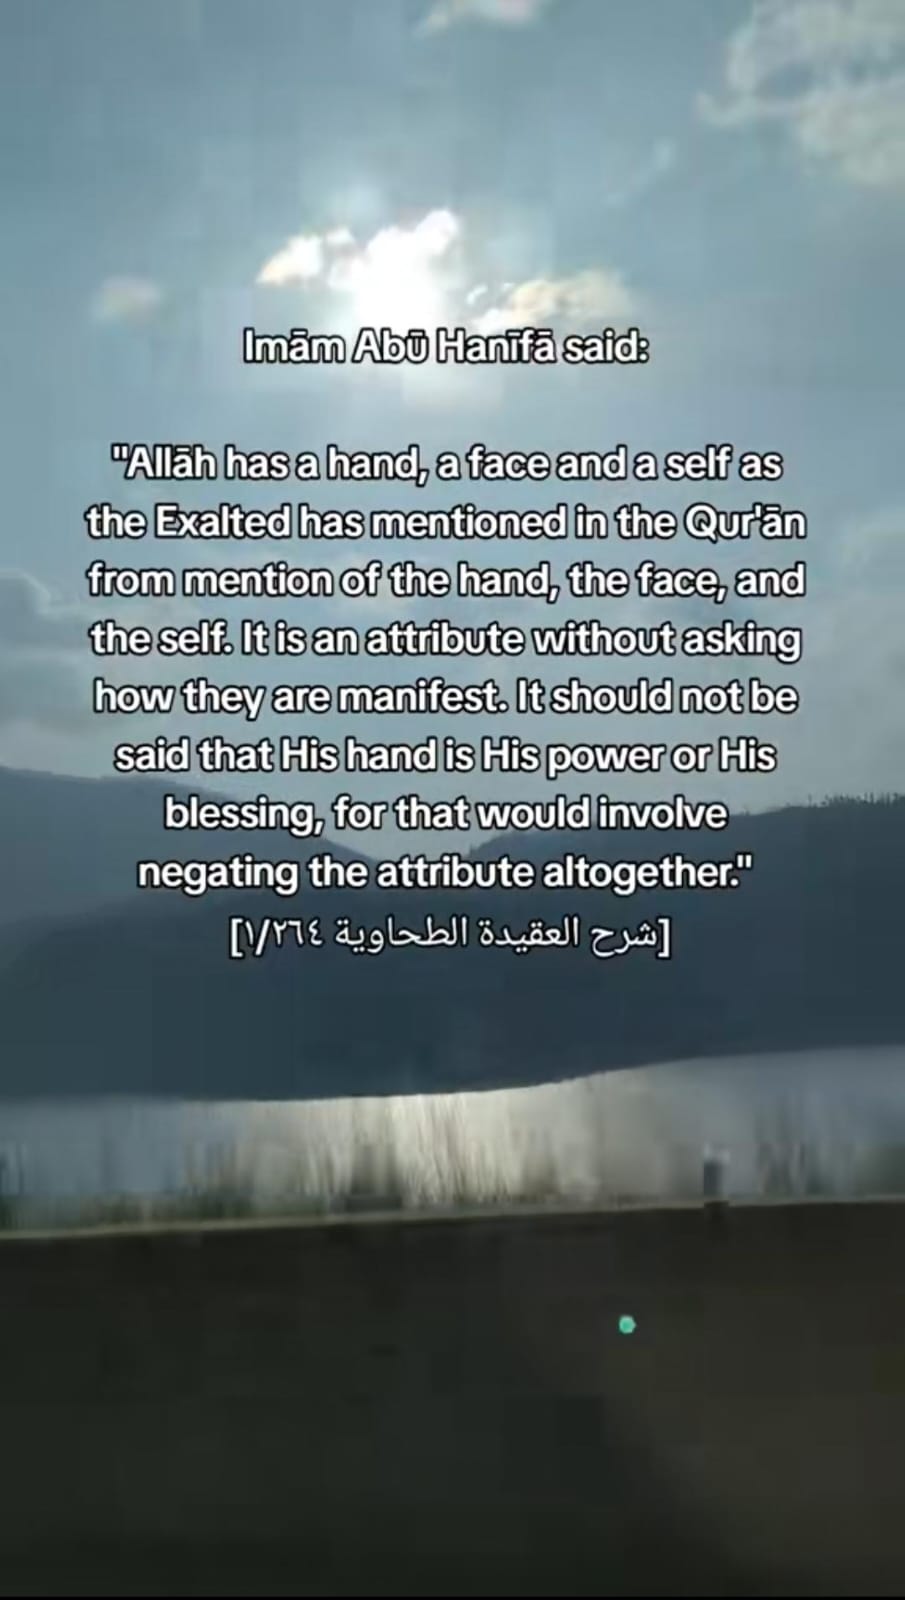 Imām Abū Hanīfā said:
"Allāh has a hand, a face and a self as
the Exalted has mentioned in the Qur'ān
from mention of the hand, the face, and
the self. It is an attribute without asking
how they are manifest. It should not be
said that His hand is His power or His
blessing, for that would involve
negating the attribute altogether."
[شرح العقيدة الطحاوية ١/٢٦٤]